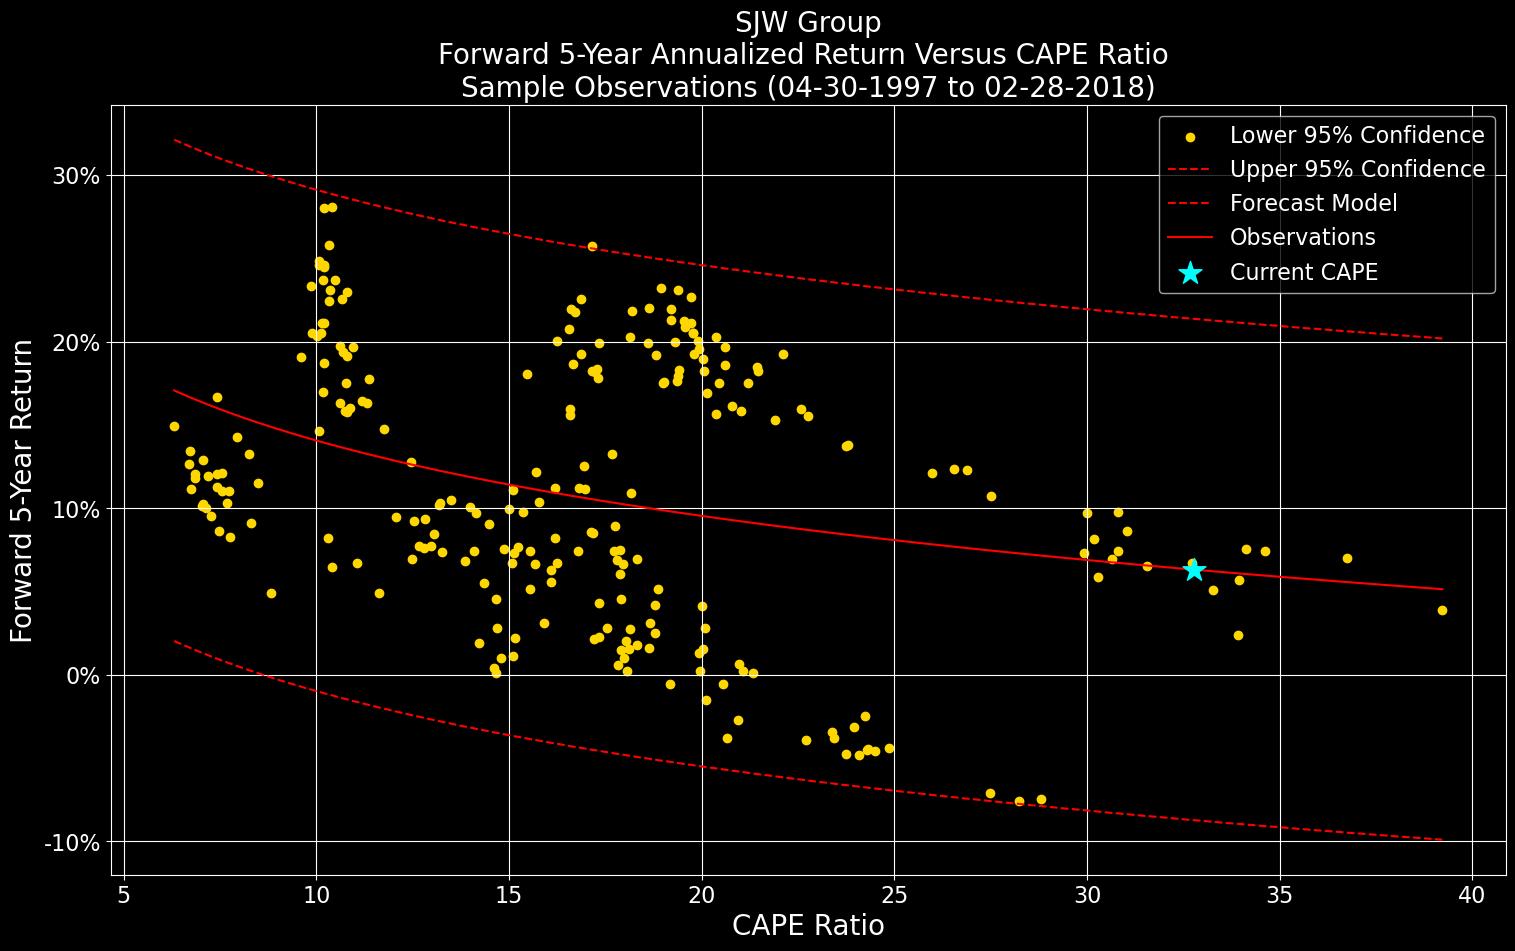 SJW Group
Forward 5-Year Annualized Return Versus CAPE Ratio
Sample Observations (04-30-1997 to 02-28-2018)
Lower 95% Confidence
Upper 95% Confidence
Forecast Model
Observations
Current CAPE
Forward 5-Year Return
30%
20%
10%
0%
-10%
5 10 15 20 25 30 35 40
CAPE Ratio